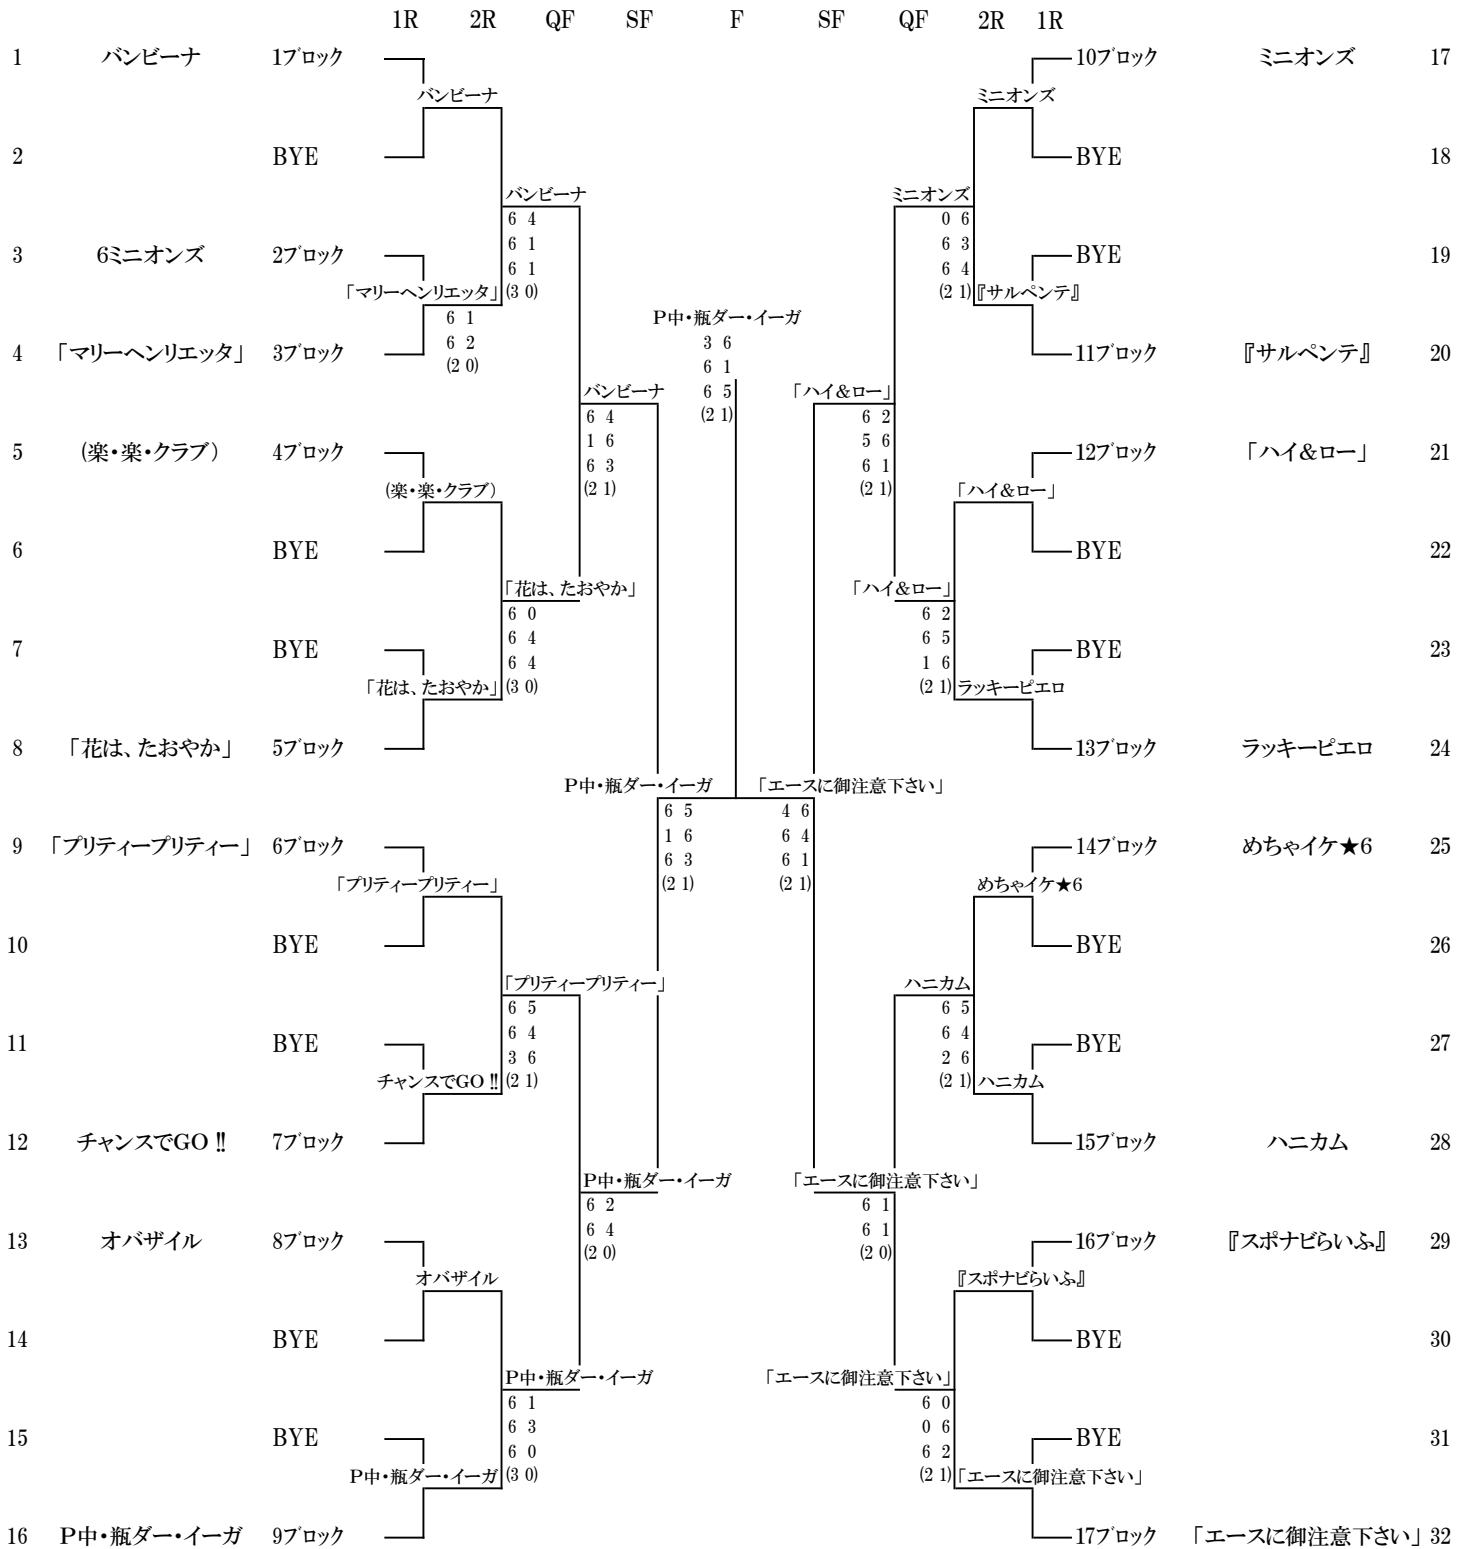 1R 2R QF SF F SF QF 2R 1R
1 バンビーナ 1ブロック 10ブロック ミニオンズ 17
バンビーナ ミニオンズ
2 BYE BYE 18
バンビーナ ミニオンズ
6 4 0 6
6 1 6 3
3 6ミニオンズ 2ブロック BYE 19
6 1 6 4
「マリーヘンリエッタ」 (3 0) (2 1) 『サルペンテ』
6 1 P中・瓶ダー・イーガ
6 2 3 6
4 「マリーヘンリエッタ」 3ブロック 11ブロック 『サルペンテ』 20
(2 0) 6 1
バンビーナ 6 5 「ハイ&ロー」
6 4 (2 1) 6 2
1 6 5 6
5 (楽・楽・クラブ) 4ブロック 12ブロック 「ハイ&ロー」 21
6 3 6 1
(楽・楽・クラブ) (2 1) (2 1) 「ハイ&ロー」
6 BYE BYE 22
「花は、たおやか」 「ハイ&ロー」
6 0 6 2
6 4 6 5
7 BYE BYE 23
6 4 1 6
「花は、たおやか」 (3 0) (2 1) ラッキーピエロ
8 「花は、たおやか」 5ブロック 13ブロック ラッキーピエロ 24
P中・瓶ダー・イーガ 「エースに御注意下さい」
6 5 4 6
1 6 6 4
9 「プリティープリティー」 6ブロック 14ブロック めちゃイケ★6 25
6 3 6 1
「プリティープリティー」 (2 1) (2 1) めちゃイケ★6
10 BYE BYE 26
「プリティープリティー」 ハニカム
6 5 6 5
6 4 6 4
11 BYE BYE 27
3 6 2 6
チャンスでGO!! (2 1) (2 1) ハニカム
12 チャンスでGO!! 7ブロック 15ブロック ハニカム 28
P中・瓶ダー・イーガ 「エースに御注意下さい」
6 2 6 1
6 4 6 1
13 オバザイル 8ブロック 16ブロック 『スポナビらいふ』 29
(2 0) (2 0)
オバザイル 『スポナビらいふ』
14 BYE BYE 30
P中・瓶ダー・イーガ 「エースに御注意下さい」
6 1 6 0
6 3 0 6
15 BYE BYE 31
6 0 6 2
P中・瓶ダー・イーガ (3 0) (2 1) 「エースに御注意下さい」
16 P中・瓶ダー・イーガ 9ブロック 17ブロック 「エースに御注意下さい」 32